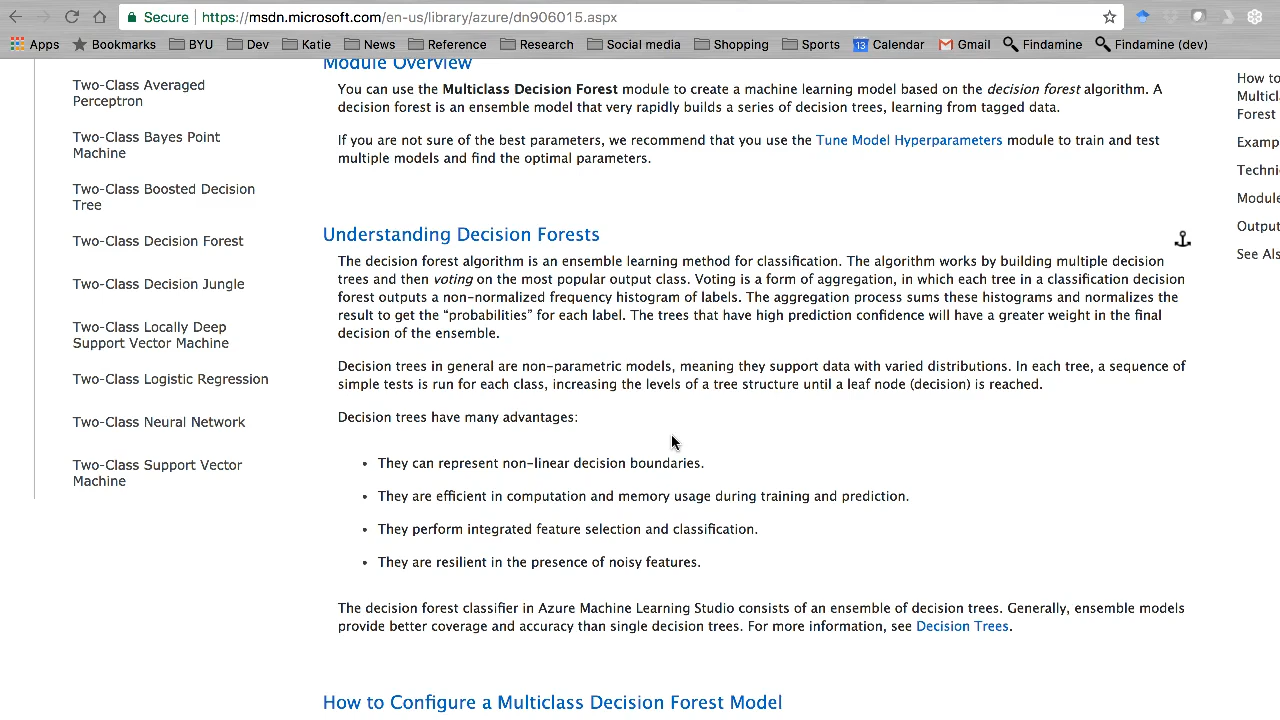 Secure https://msdn.microsoft.com/en-us/library/azure/dn906015.aspx
Apps Bookmarks BYU Dev Katie News Reference Research Social media Shopping Sports 13 Calendar Gmail Findamine Findamine (dev)
Two-Class Averaged
Perceptron
Two-Class Bayes Point
Machine
Two-Class Boosted Decision
Tree
Two-Class Decision Forest
Two-Class Decision Jungle
Two-Class Locally Deep
Support Vector Machine
Two-Class Logistic Regression
Two-Class Neural Network
Two-Class Support Vector
Machine
Module Overview
You can use the Multiclass Decision Forest module to create a machine learning model based on the decision forest algorithm. A
decision forest is an ensemble model that very rapidly builds a series of decision trees, learning from tagged data.
If you are not sure of the best parameters, we recommend that you use the Tune Model Hyperparameters module to train and test
multiple models and find the optimal parameters.
Understanding Decision Forests
The decision forest algorithm is an ensemble learning method for classification. The algorithm works by building multiple decision
trees and then voting on the most popular output class. Voting is a form of aggregation, in which each tree in a classification decision
forest outputs a non-normalized frequency histogram of labels. The aggregation process sums these histograms and normalizes the
result to get the “probabilities” for each label. The trees that have high prediction confidence will have a greater weight in the final
decision of the ensemble.
Decision trees in general are non-parametric models, meaning they support data with varied distributions. In each tree, a sequence of
simple tests is run for each class, increasing the levels of a tree structure until a leaf node (decision) is reached.
Decision trees have many advantages:
• They can represent non-linear decision boundaries.
• They are efficient in computation and memory usage during training and prediction.
• They perform integrated feature selection and classification.
• They are resilient in the presence of noisy features.
The decision forest classifier in Azure Machine Learning Studio consists of an ensemble of decision trees. Generally, ensemble models
provide better coverage and accuracy than single decision trees. For more information, see Decision Trees.
How to Configure a Multiclass Decision Forest Model
How to
Multicl
Forest
Examp
Techni
Module
Output
See Als